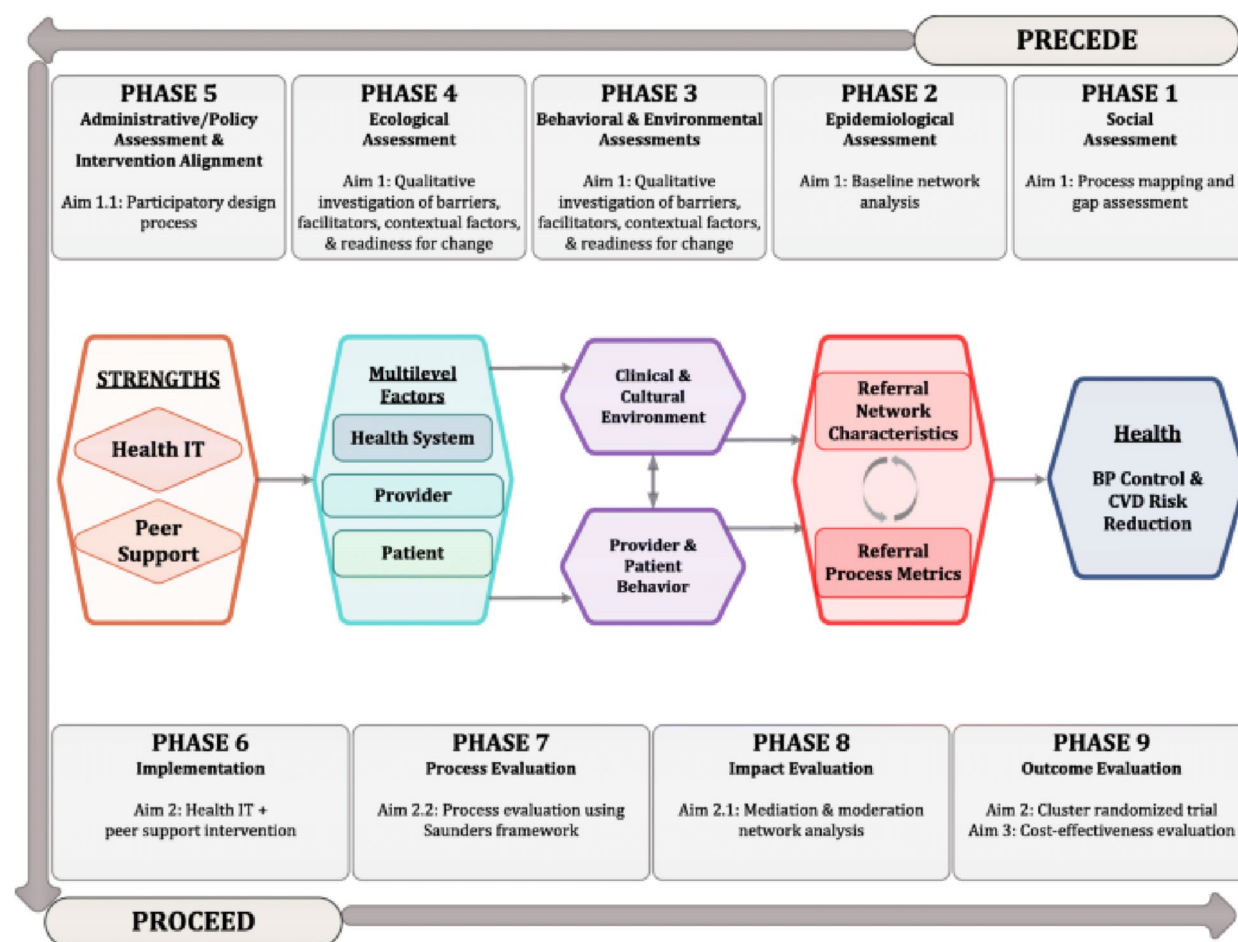 PRECEDE
PHASE 5
Administrative/Policy
Assessment &
Intervention Alignment
Aim 1.1: Participatory design
process
PHASE 4
Ecological
Assessment
Aim 1: Qualitative
investigation of barriers,
facilitators, contextual factors,
& readiness for change
PHASE 3
Behavioral & Environmental
Assessments
Aim 1: Qualitative
investigation of barriers,
facilitators, contextual factors,
& readiness for change
PHASE 2
Epidemiological
Assessment
Aim 1: Baseline network
analysis
PHASE 1
Social
Assessment
Aim 1: Process mapping and
gap assessment
STRENGTHS
Health IT
Peer
Support
Multilevel
Factors
Health System
Provider
Patient
Clinical &
Cultural
Environment
Provider &
Patient
Behavior
Referral
Network
Characteristics
Referral
Process Metrics
Health
BP Control &
CVD Risk
Reduction
PHASE 6
Implementation
Aim 2: Health IT +
peer support intervention
PHASE 7
Process Evaluation
Aim 2.2: Process evaluation using
Saunders framework
PHASE 8
Impact Evaluation
Aim 2.1: Mediation & moderation
network analysis
PHASE 9
Outcome Evaluation
Aim 2: Cluster randomized trial
Aim 3: Cost-effectiveness evaluation
PROCEED